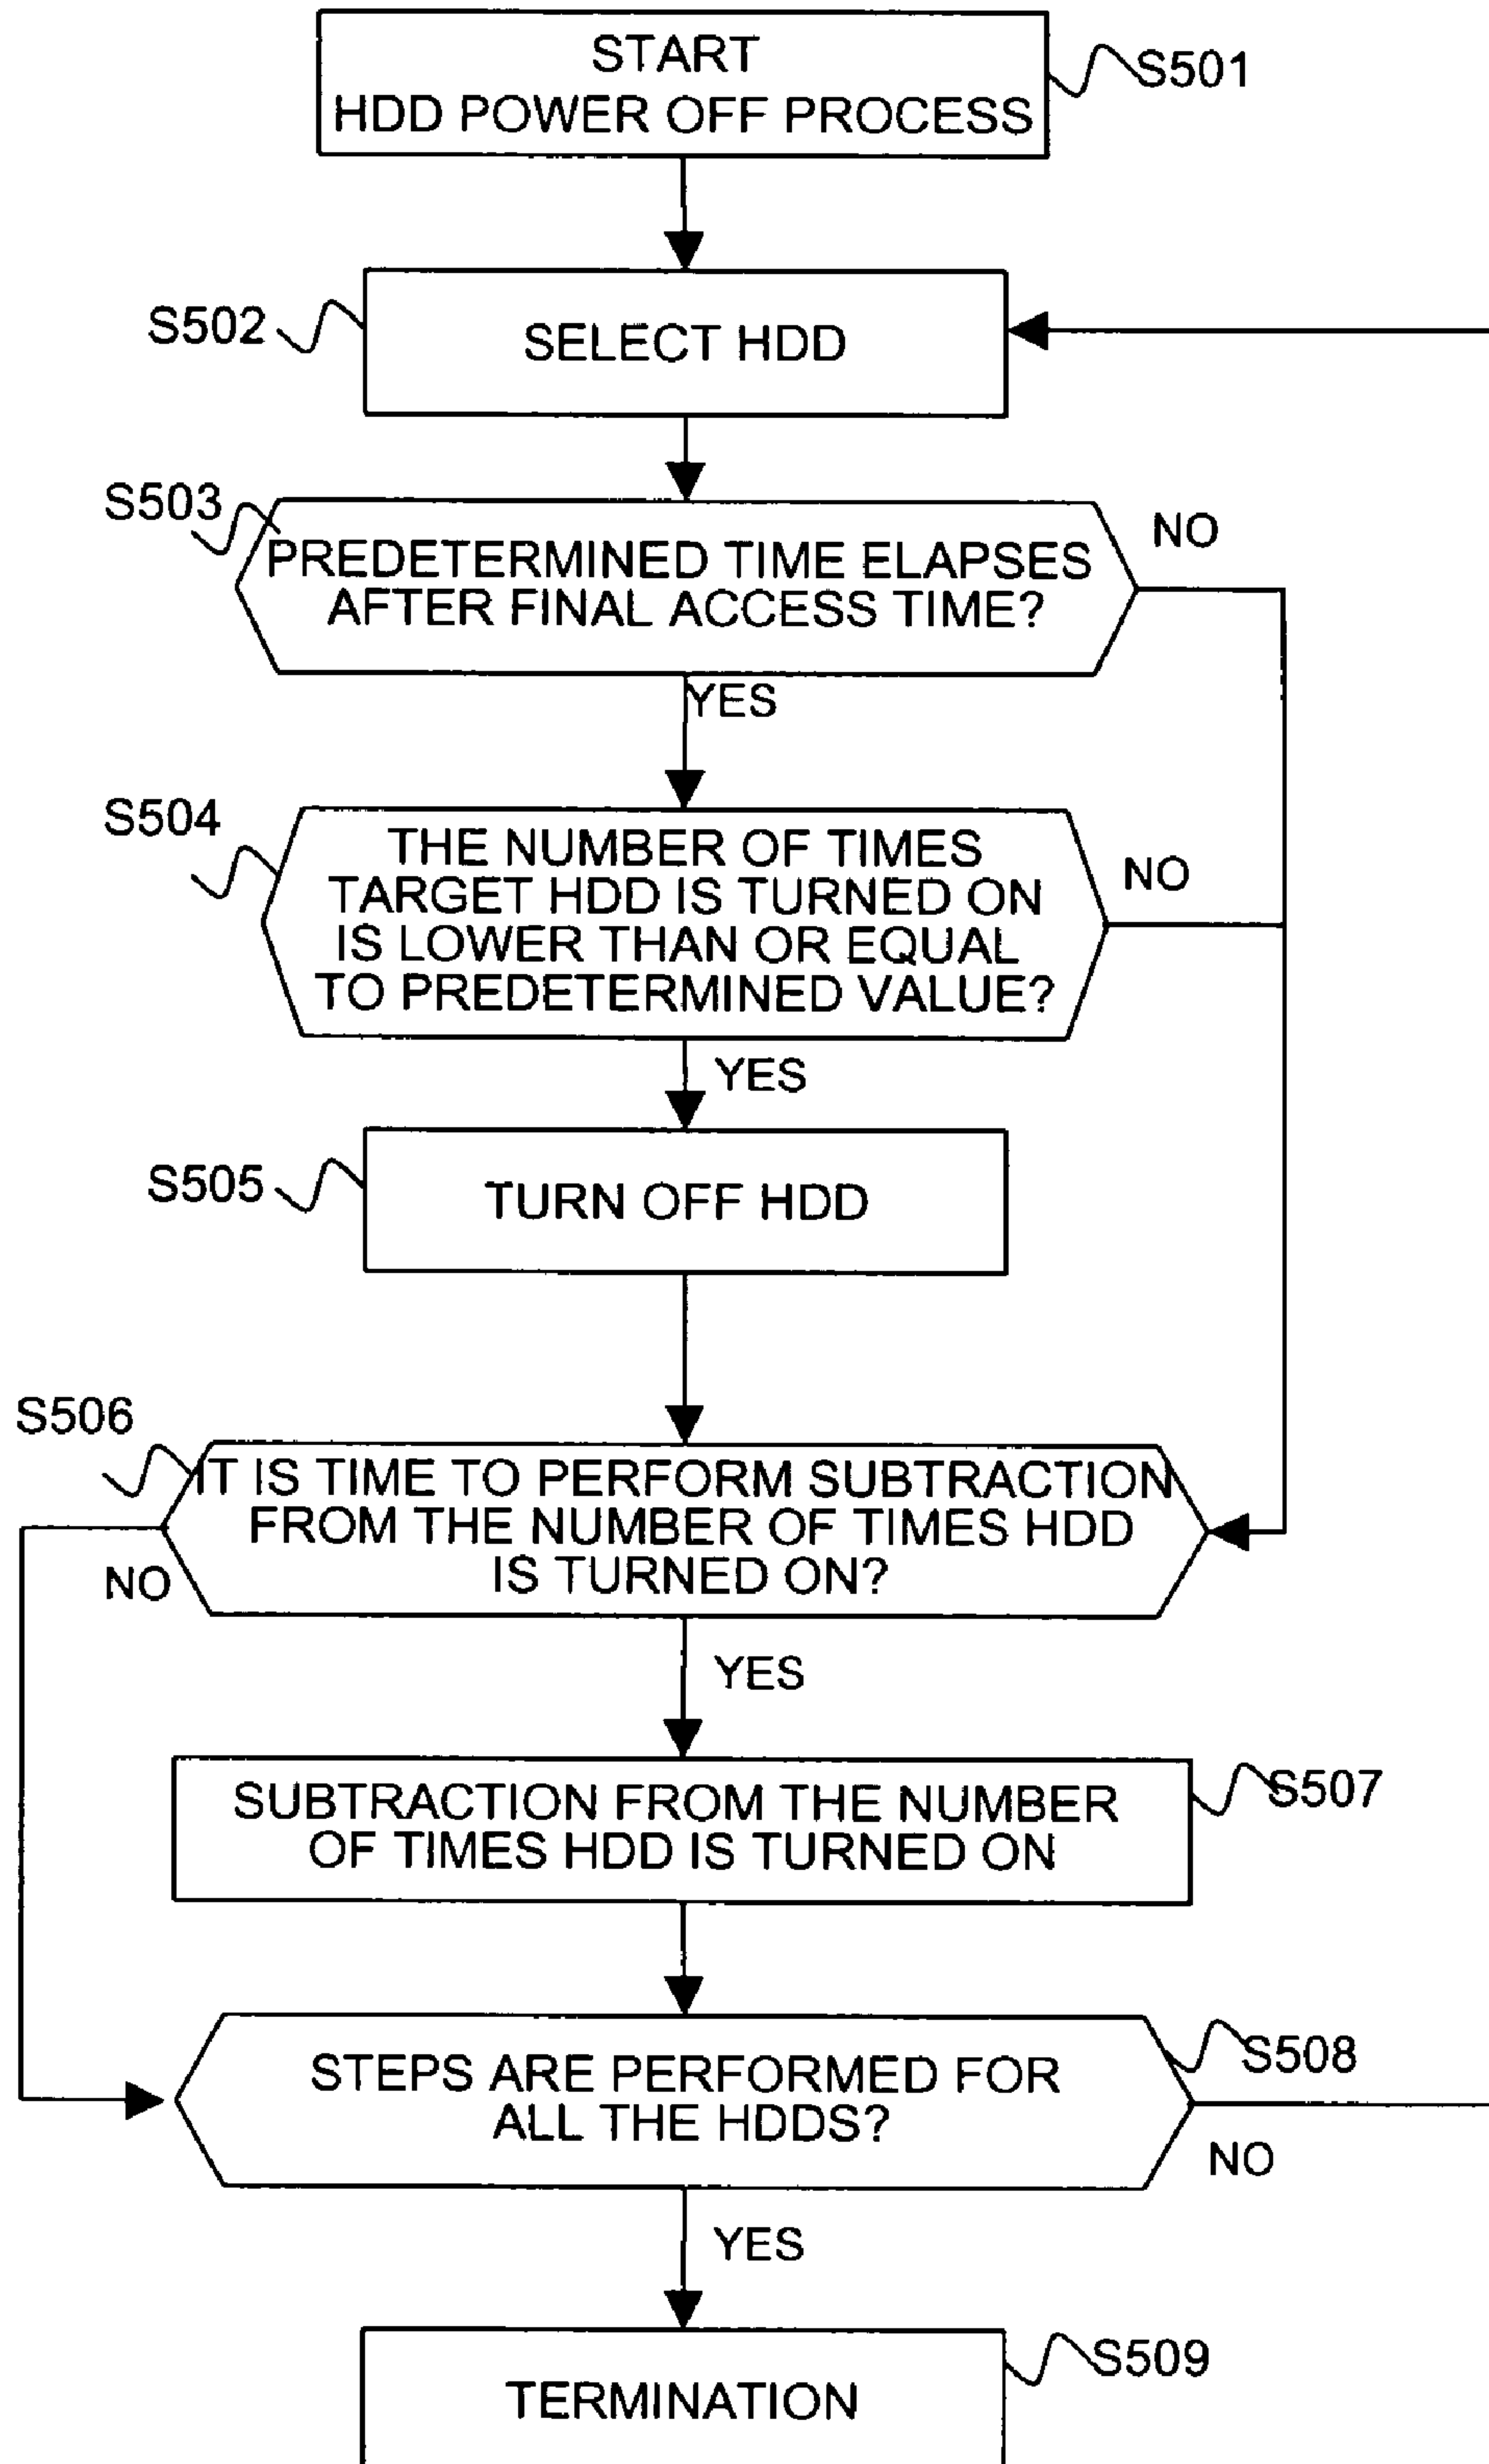 START
HDD POWER OFF PROCESS
S501
S502
SELECT HDD
S503
PREDETERMINED TIME ELAPSES
AFTER FINAL ACCESS TIME?
NO
YES
S504
THE NUMBER OF TIMES
TARGET HDD IS TURNED ON
IS LOWER THAN OR EQUAL
TO PREDETERMINED VALUE?
NO
YES
S505
TURN OFF HDD
S506
IT IS TIME TO PERFORM SUBTRACTION
FROM THE NUMBER OF TIMES HDD
IS TURNED ON?
NO
YES
SUBTRACTION FROM THE NUMBER
OF TIMES HDD IS TURNED ON
S507
STEPS ARE PERFORMED FOR
ALL THE HDDS?
S508
NO
YES
TERMINATION
S509